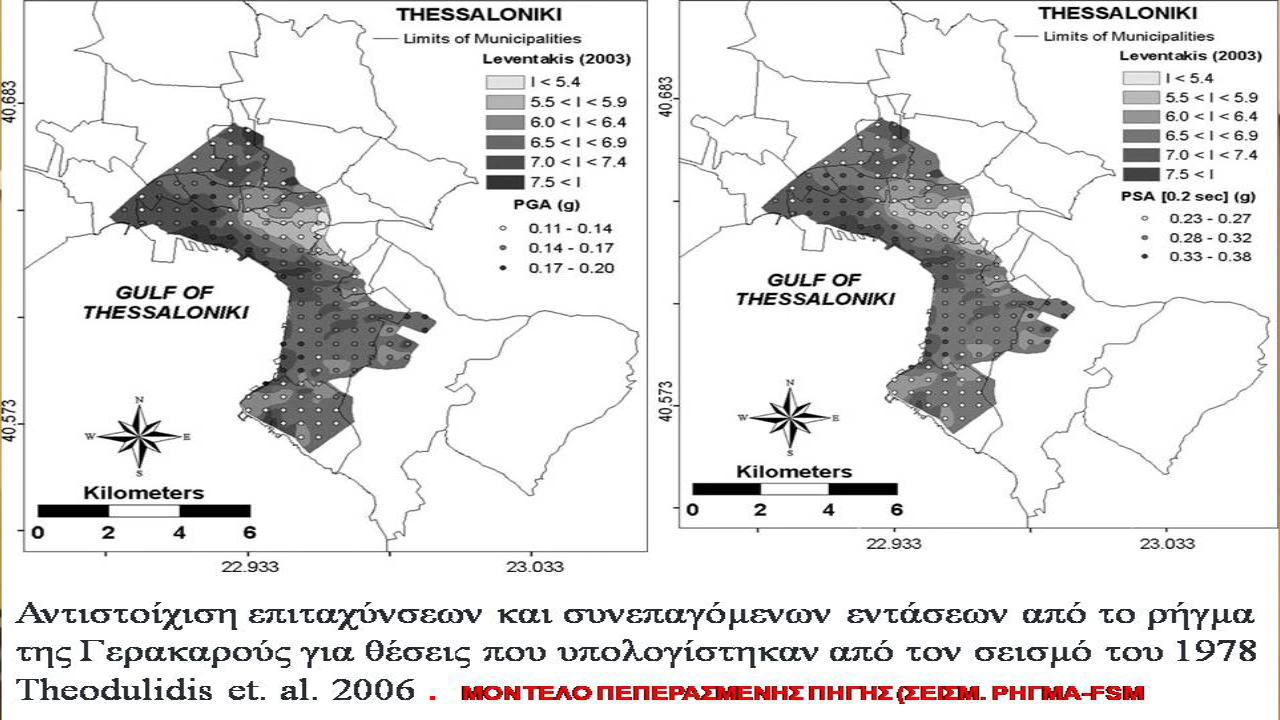 THESSALONIKI
Limits of Municipalities
Leventakis (2003)
I < 5.4
5.5 < I < 5.9
6.0 < I < 6.4
6.5 < I < 6.9
7.0 < I < 7.4
7.5 < I
PGA (g)
0.11 - 0.14
0.14 - 0.17
0.17 - 0.20
40.683
GULF OF
THESSALONIKI
40.573
N
W E
S
Kilometers
0 2 4 6
22.933 23.033
THESSALONIKI
Limits of Municipalities
Leventakis (2003)
I < 5.4
5.5 < I < 5.9
6.0 < I < 6.4
6.5 < I < 6.9
7.0 < I < 7.4
7.5 < I
PSA [0.2 sec] (g)
0.23 - 0.27
0.28 - 0.32
0.33 - 0.38
40.683
GULF OF
THESSALONIKI
40.573
N
W E
S
Kilometers
0 2 4 6
22.933 23.033
Αντιστοίχιση επιταχύνσεων και συνεπαγόμενων εντάσεων από το ρήγμα
της Γερακαρούς για θέσεις που υπολογίστηκαν από τον σεισμό του 1978
Theodulidis et. al. 2006 . ΜΟΝΤΕΛΟ ΠΕΠΕΡΑΣΜΕΝΗΣ ΠΗΓΗΣ (ΣΕΙΣΜ. ΡΗΓΜΑ-FSM